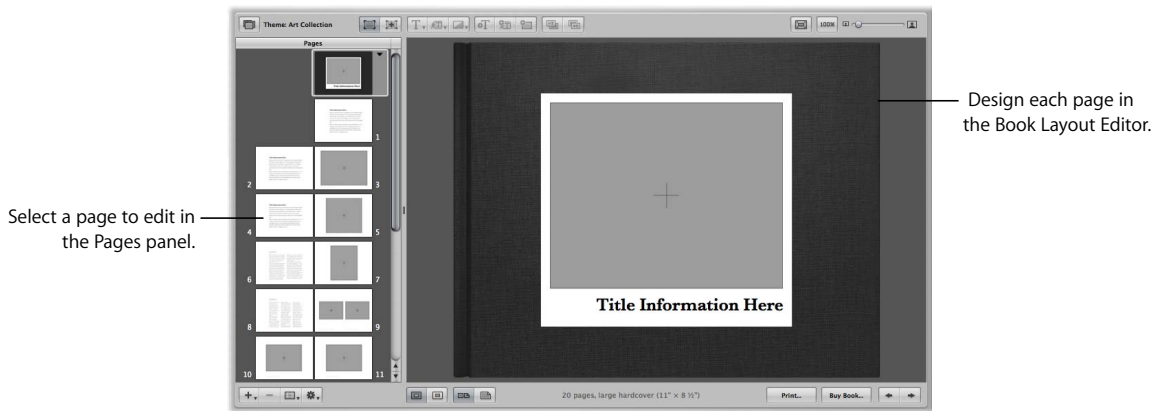 Theme: Art Collection
100%
Pages
1
2
3
4
5
6
7
8
9
10
11
Title Information Here
Select a page to edit in
the Pages panel.
Design each page in
the Book Layout Editor.
20 pages, large hardcover (11" × 8 ½")
Print...
Buy Book...